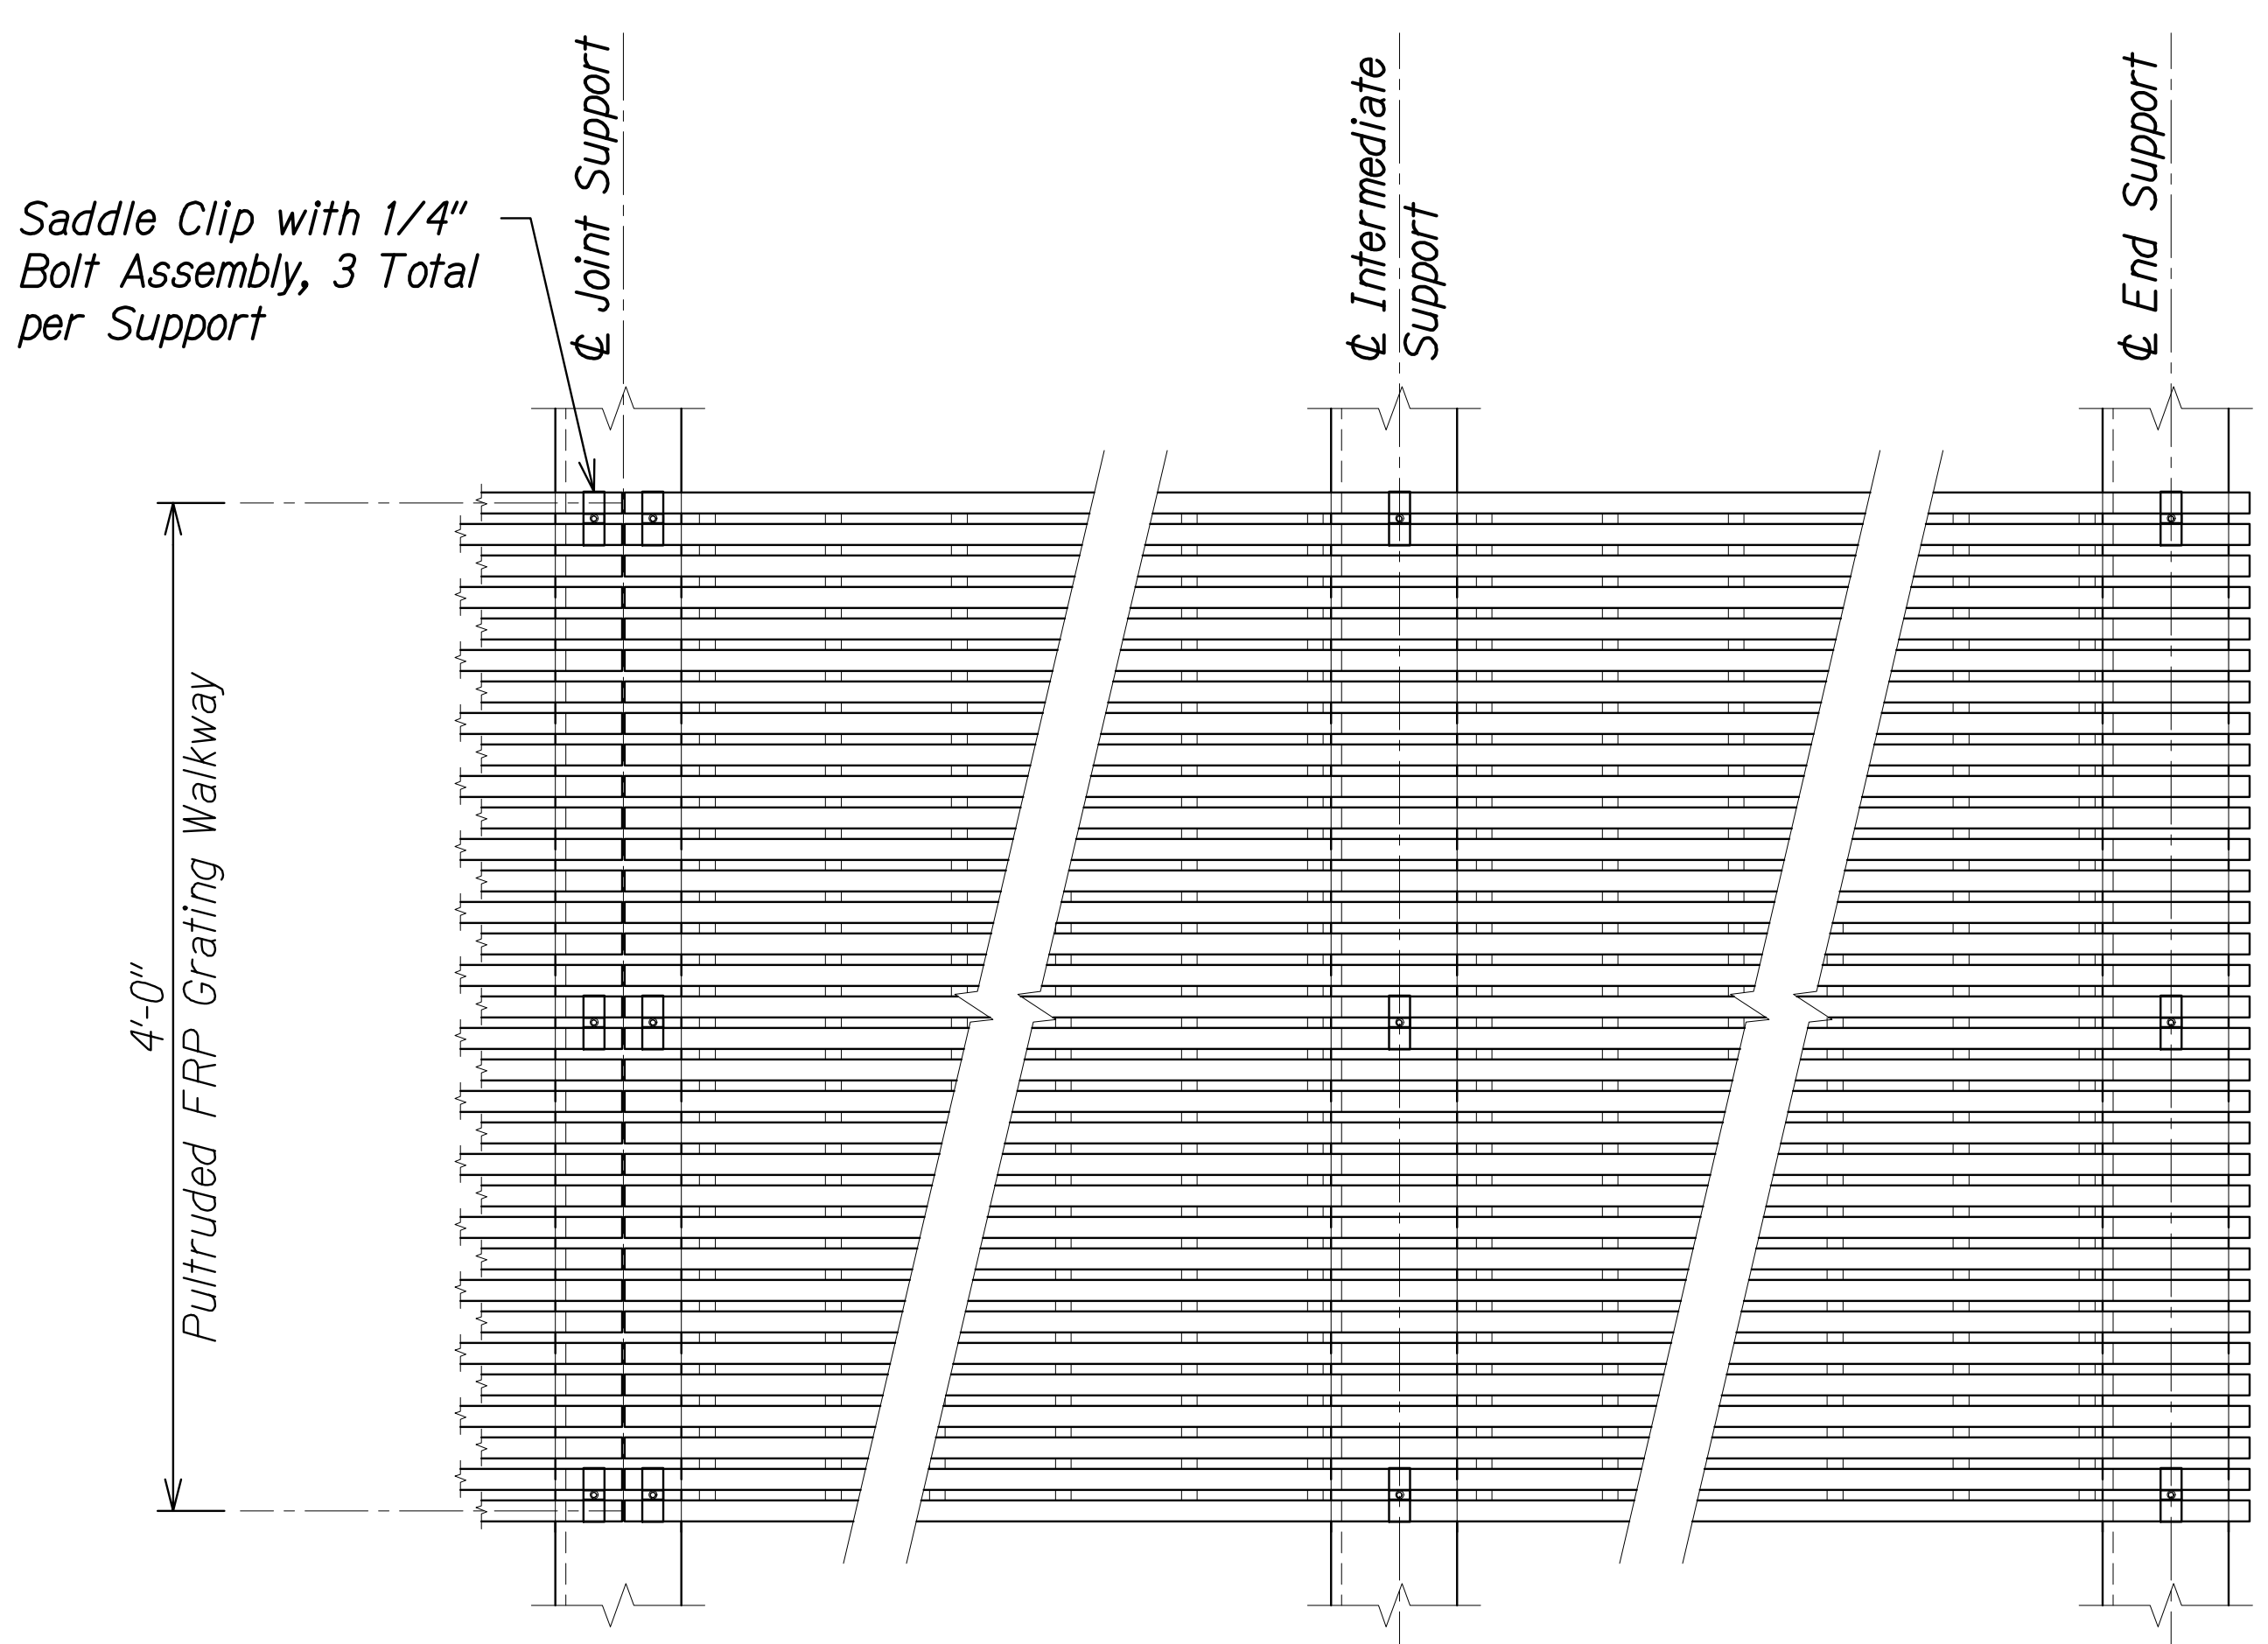 Saddle Clip with 1/4"
Bolt Assembly, 3 Total
per Support
℄ Joint Support
℄ Intermediate
Support
℄ End Support
4'-0"
Pultruded FRP Grating Walkway